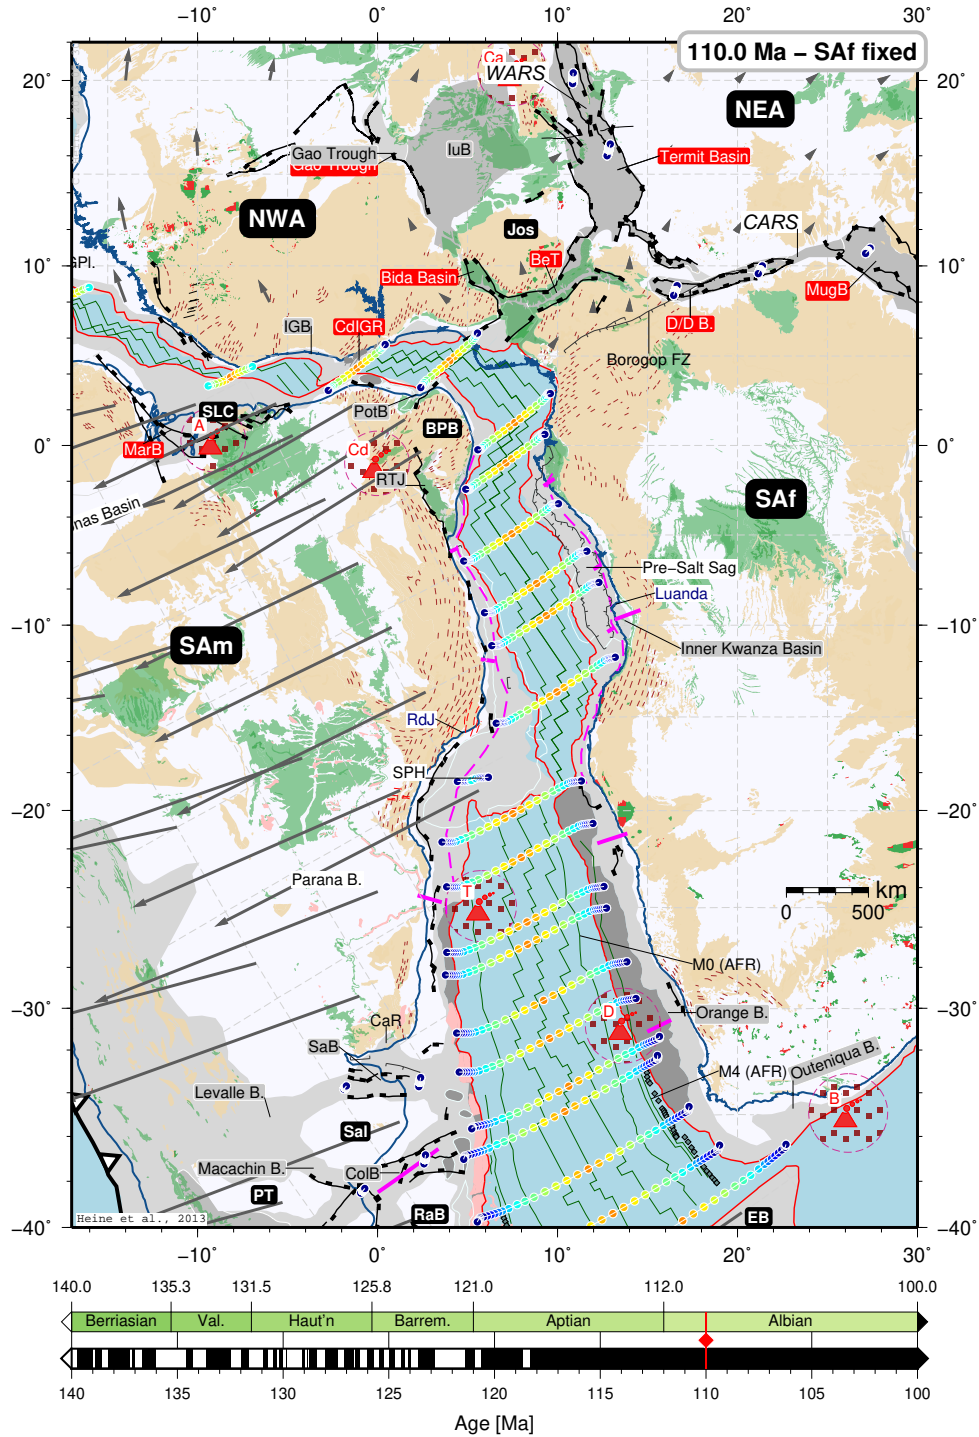 −10˚ 0˚ 10˚ 20˚ 30˚
110.0 Ma − SAf fixed
20˚ 20˚
Ca
WARS
NEA
Gao Trough
Gao Trough
IuB
Termit Basin
NWA
Jos
CARS
BeT
10˚ 10˚
GPl.
Bida Basin
MugB
IGB
CdIGR
D/D B.
Borogop FZ
SLC
PotB
A
BPB
0˚ 0˚
MarB
Cd
RTJ
SAf
nas Basin
Pre−Salt Sag
Luanda
−10˚ −10˚
SAm
Inner Kwanza Basin
RdJ
SPH
−20˚ −20˚
Parana B.
T
km
0 500
M0 (AFR)
−30˚ −30˚
D
Orange B.
CaR
SaB
M4 (AFR)
Outeniqua B.
Levalle B.
B
Sal
Macachin B.
ColB
PT
RaB
EB
Heine et al., 2013
−40˚ −40˚
−10˚ 0˚ 10˚ 20˚ 30˚
140.0 135.3 131.5 125.8 121.0 112.0 100.0
Berriasian Val. Haut'n Barrem. Aptian Albian
140 135 130 125 120 115 110 105 100
Age [Ma]